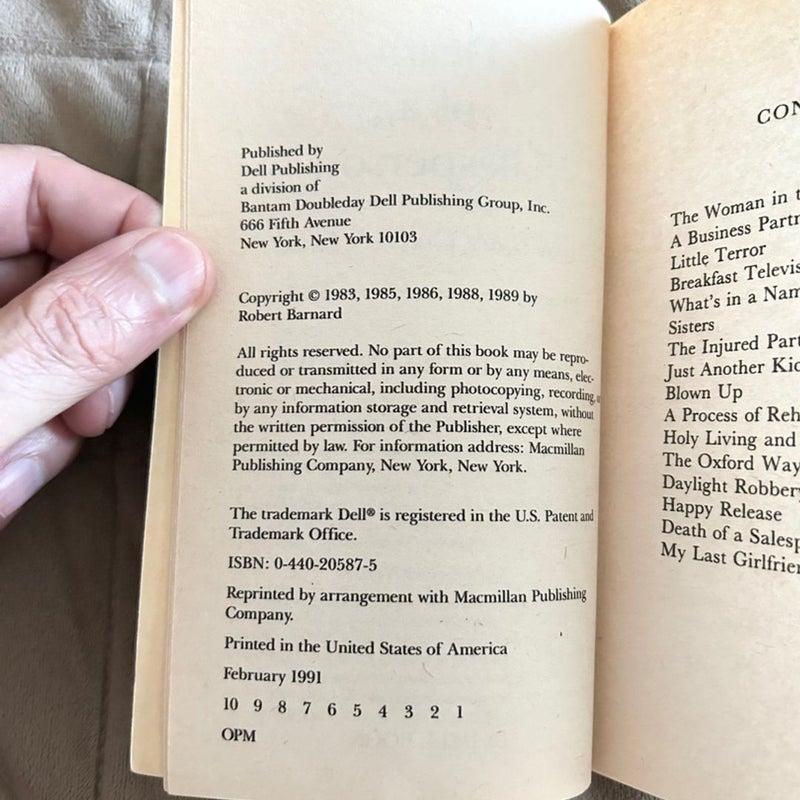 Published by
Dell Publishing
a division of
Bantam Doubleday Dell Publishing Group, Inc.
666 Fifth Avenue
New York, New York 10103
Copyright © 1983, 1985, 1986, 1988, 1989 by
Robert Barnard
All rights reserved. No part of this book may be repro-
duced or transmitted in any form or by any means, elec-
tronic or mechanical, including photocopying, recording,
by any information storage and retrieval system, without
the written permission of the Publisher, except where
permitted by law. For information address: Macmillan
Publishing Company, New York, New York.
The trademark Dell® is registered in the U.S. Patent and
Trademark Office.
ISBN: 0-440-20587-5
Reprinted by arrangement with Macmillan Publishing
Company.
Printed in the United States of America
February 1991
10 9 8 7 6 5 4 3 2 1
OPM
CON
The Woman in t
A Business Partn
Little Terror
Breakfast Televis
What's in a Nam
Sisters
The Injured Part
Just Another Kid
Blown Up
A Process of Reh
Holy Living and
The Oxford Way
Daylight Robbery
Happy Release
Death of a Salesp
My Last Girlfrien